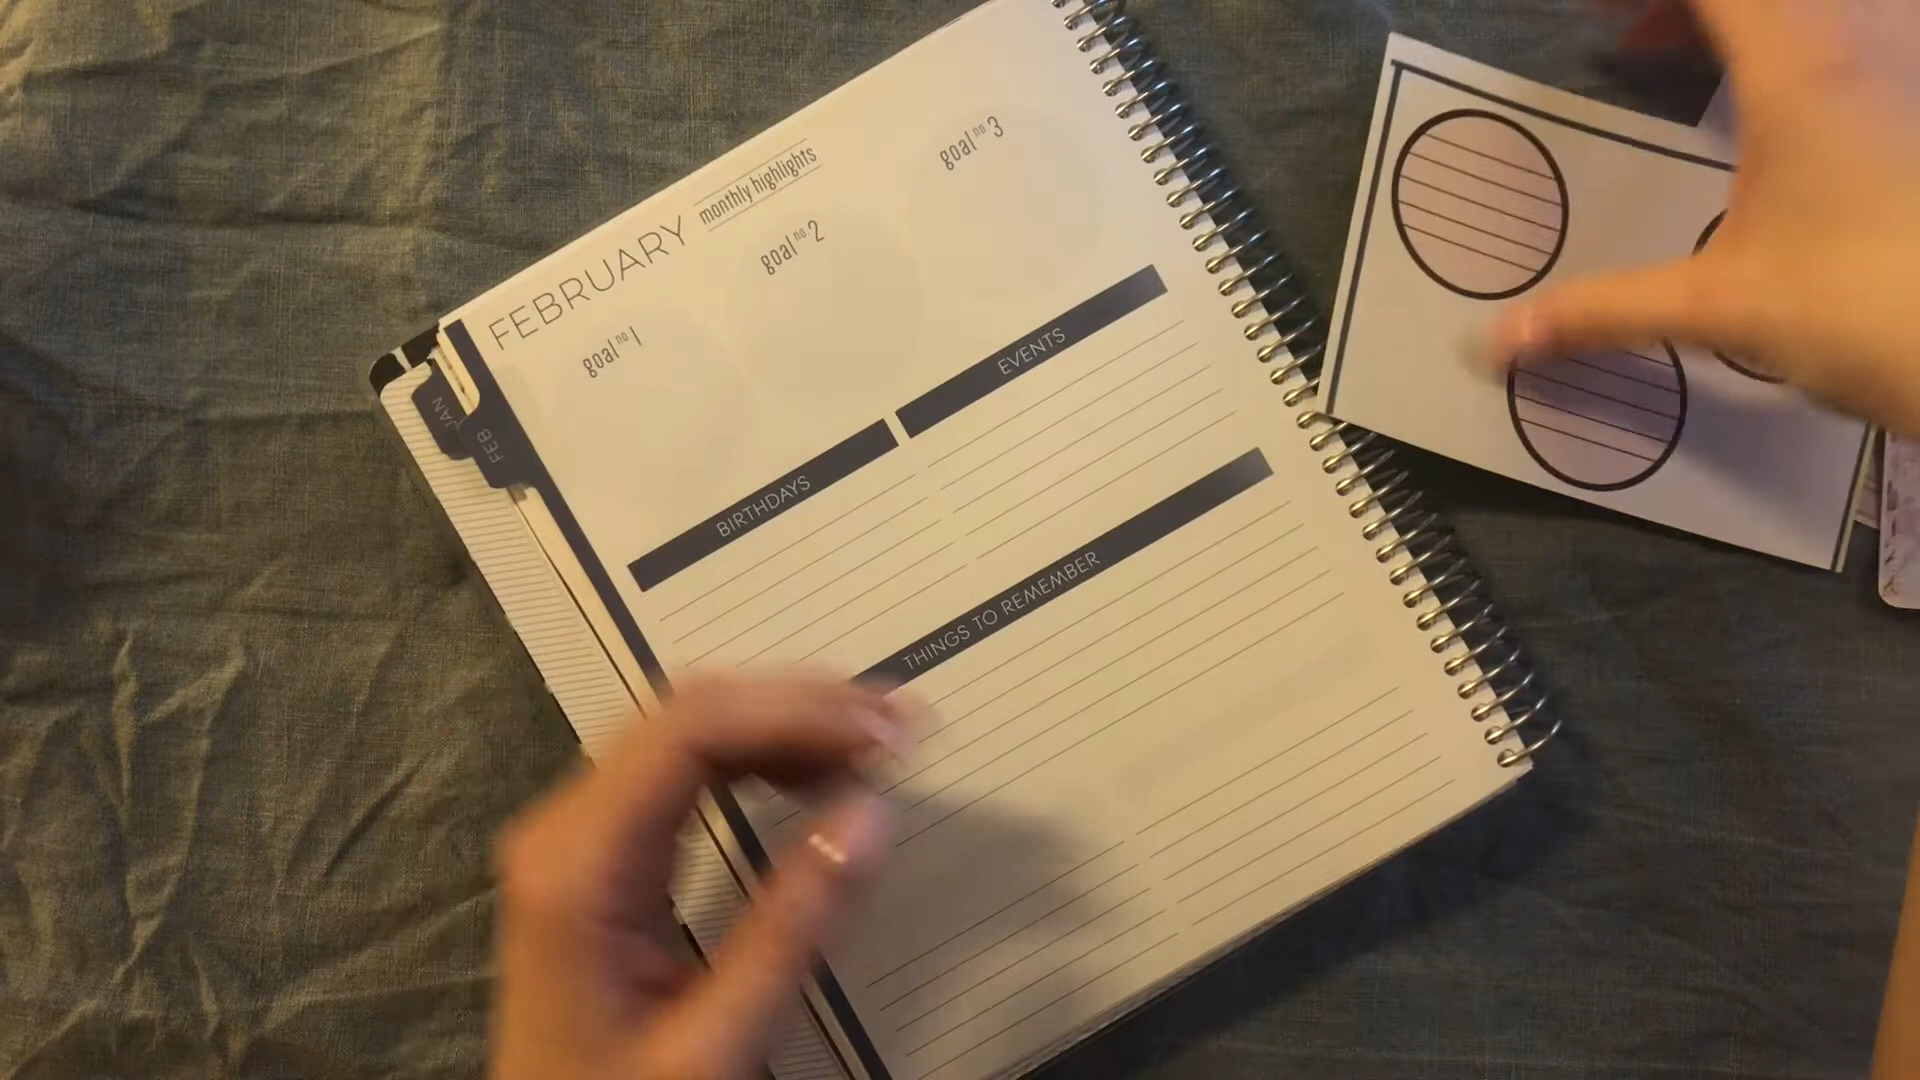 FEBRUARY monthly highlights
goal no. 1
goal no. 2
goal no. 3
BIRTHDAYS
EVENTS
THINGS TO REMEMBER
JAN
FEB